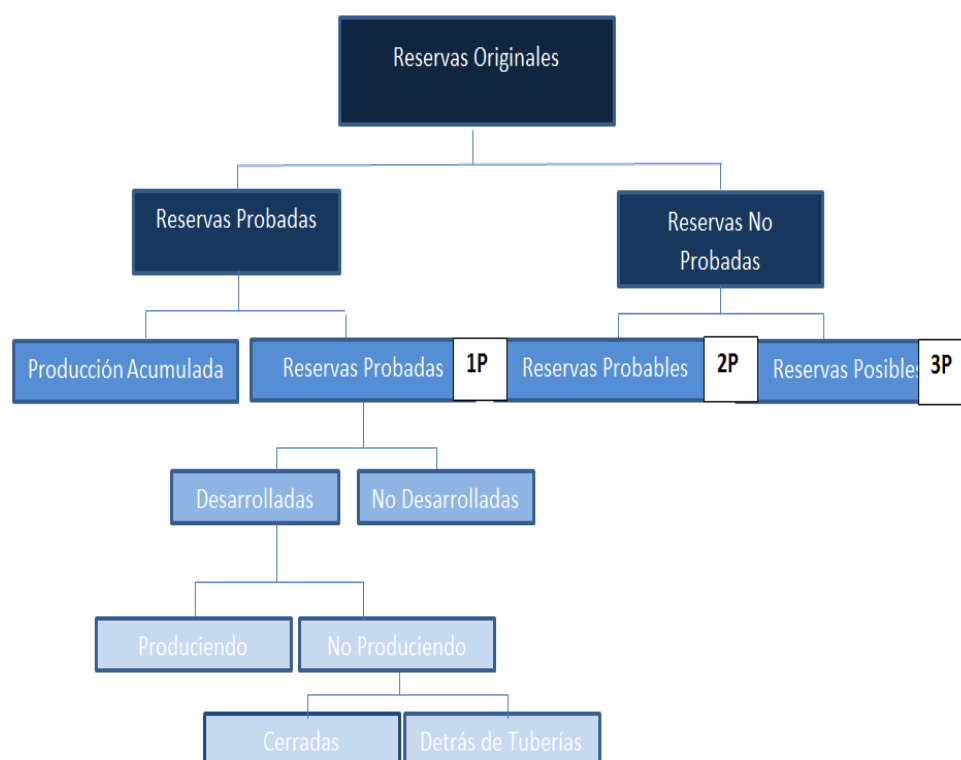 Reservas Originales
Reservas Probadas
Reservas No
Probadas
Producción Acumulada
Reservas Probadas
1P
Reservas Probables
2P
Reservas Posibles
3P
Desarrolladas
No Desarrolladas
Produciendo
No Produciendo
Cerradas
Detrás de Tuberías